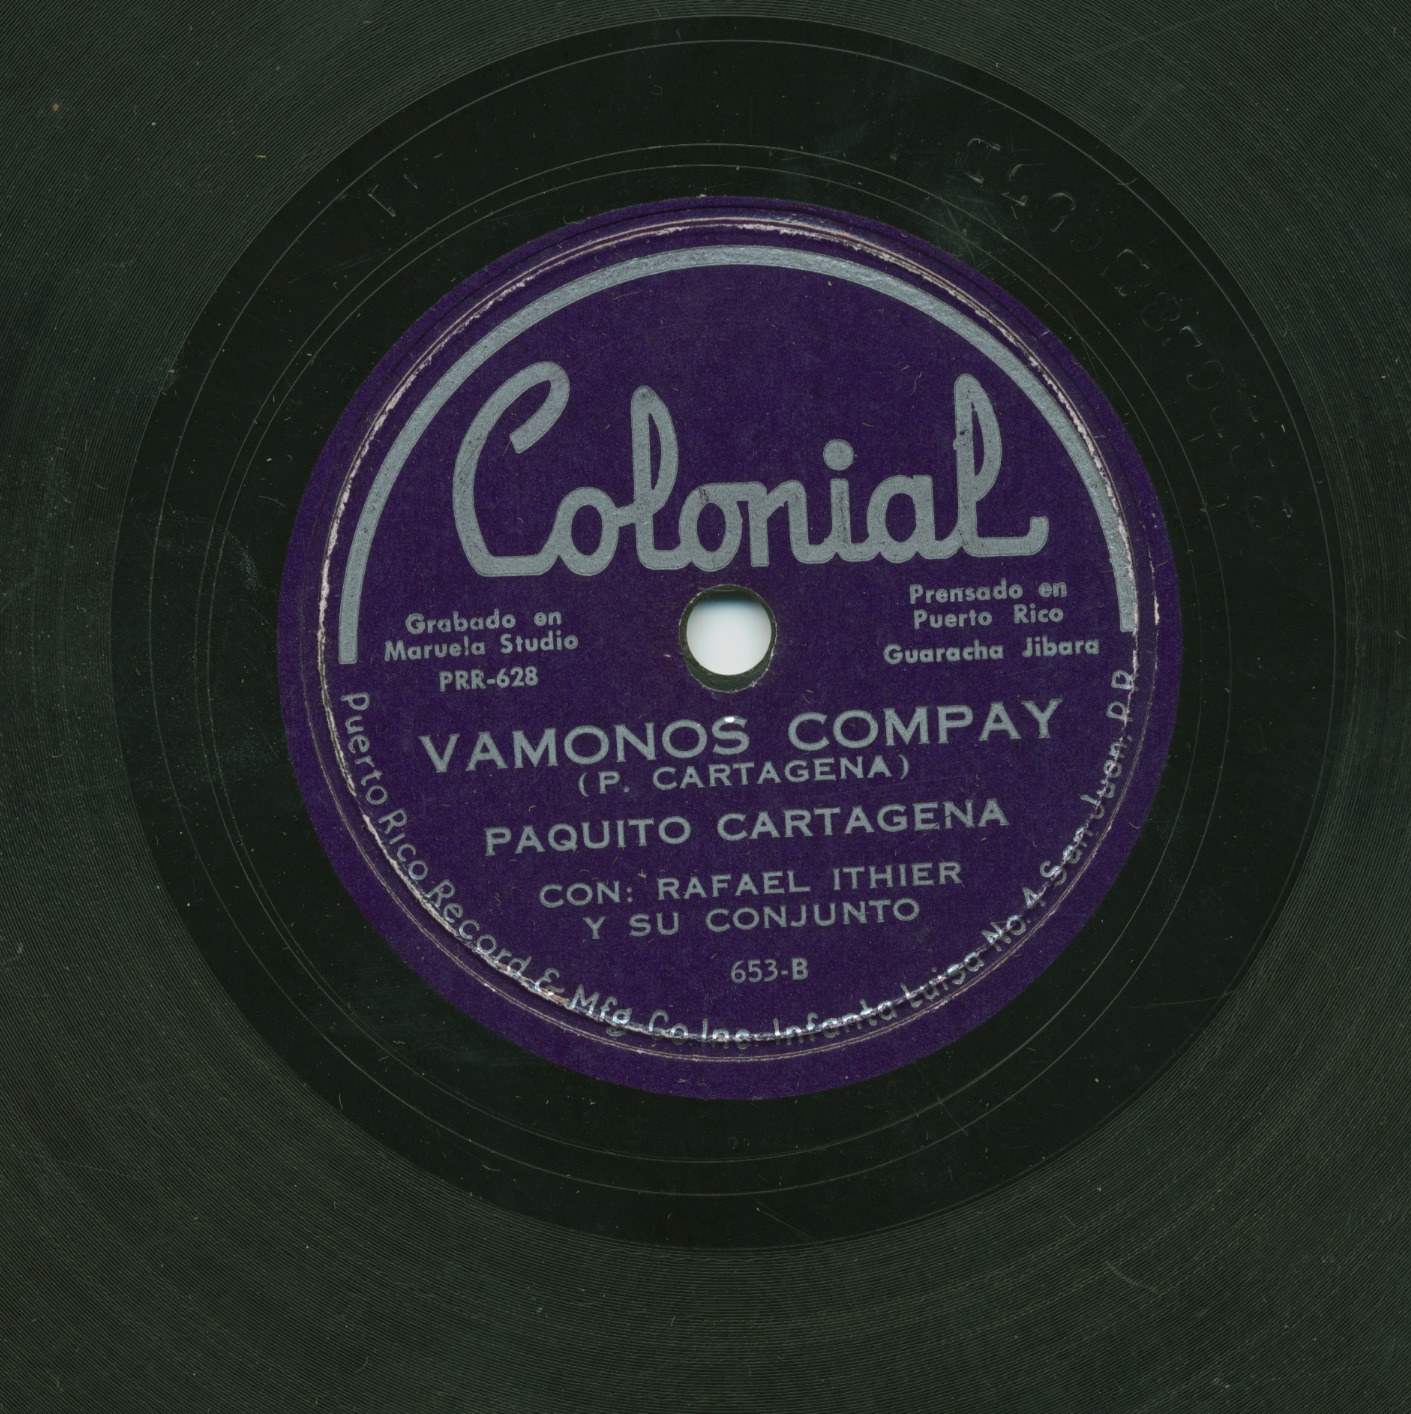 Colonial
Grabado en
Maruela Studio
PRR-628
Prensado en
Puerto Rico
Guaracha Jibara
VAMONOS COMPAY
(P. CARTAGENA)
PAQUITO CARTAGENA
CON: RAFAEL ITHIER
Y SU CONJUNTO
653-B
Puerto Rico Record & Mfg Co Inc. Infanta Luisa No. 1 San Juan, P.R